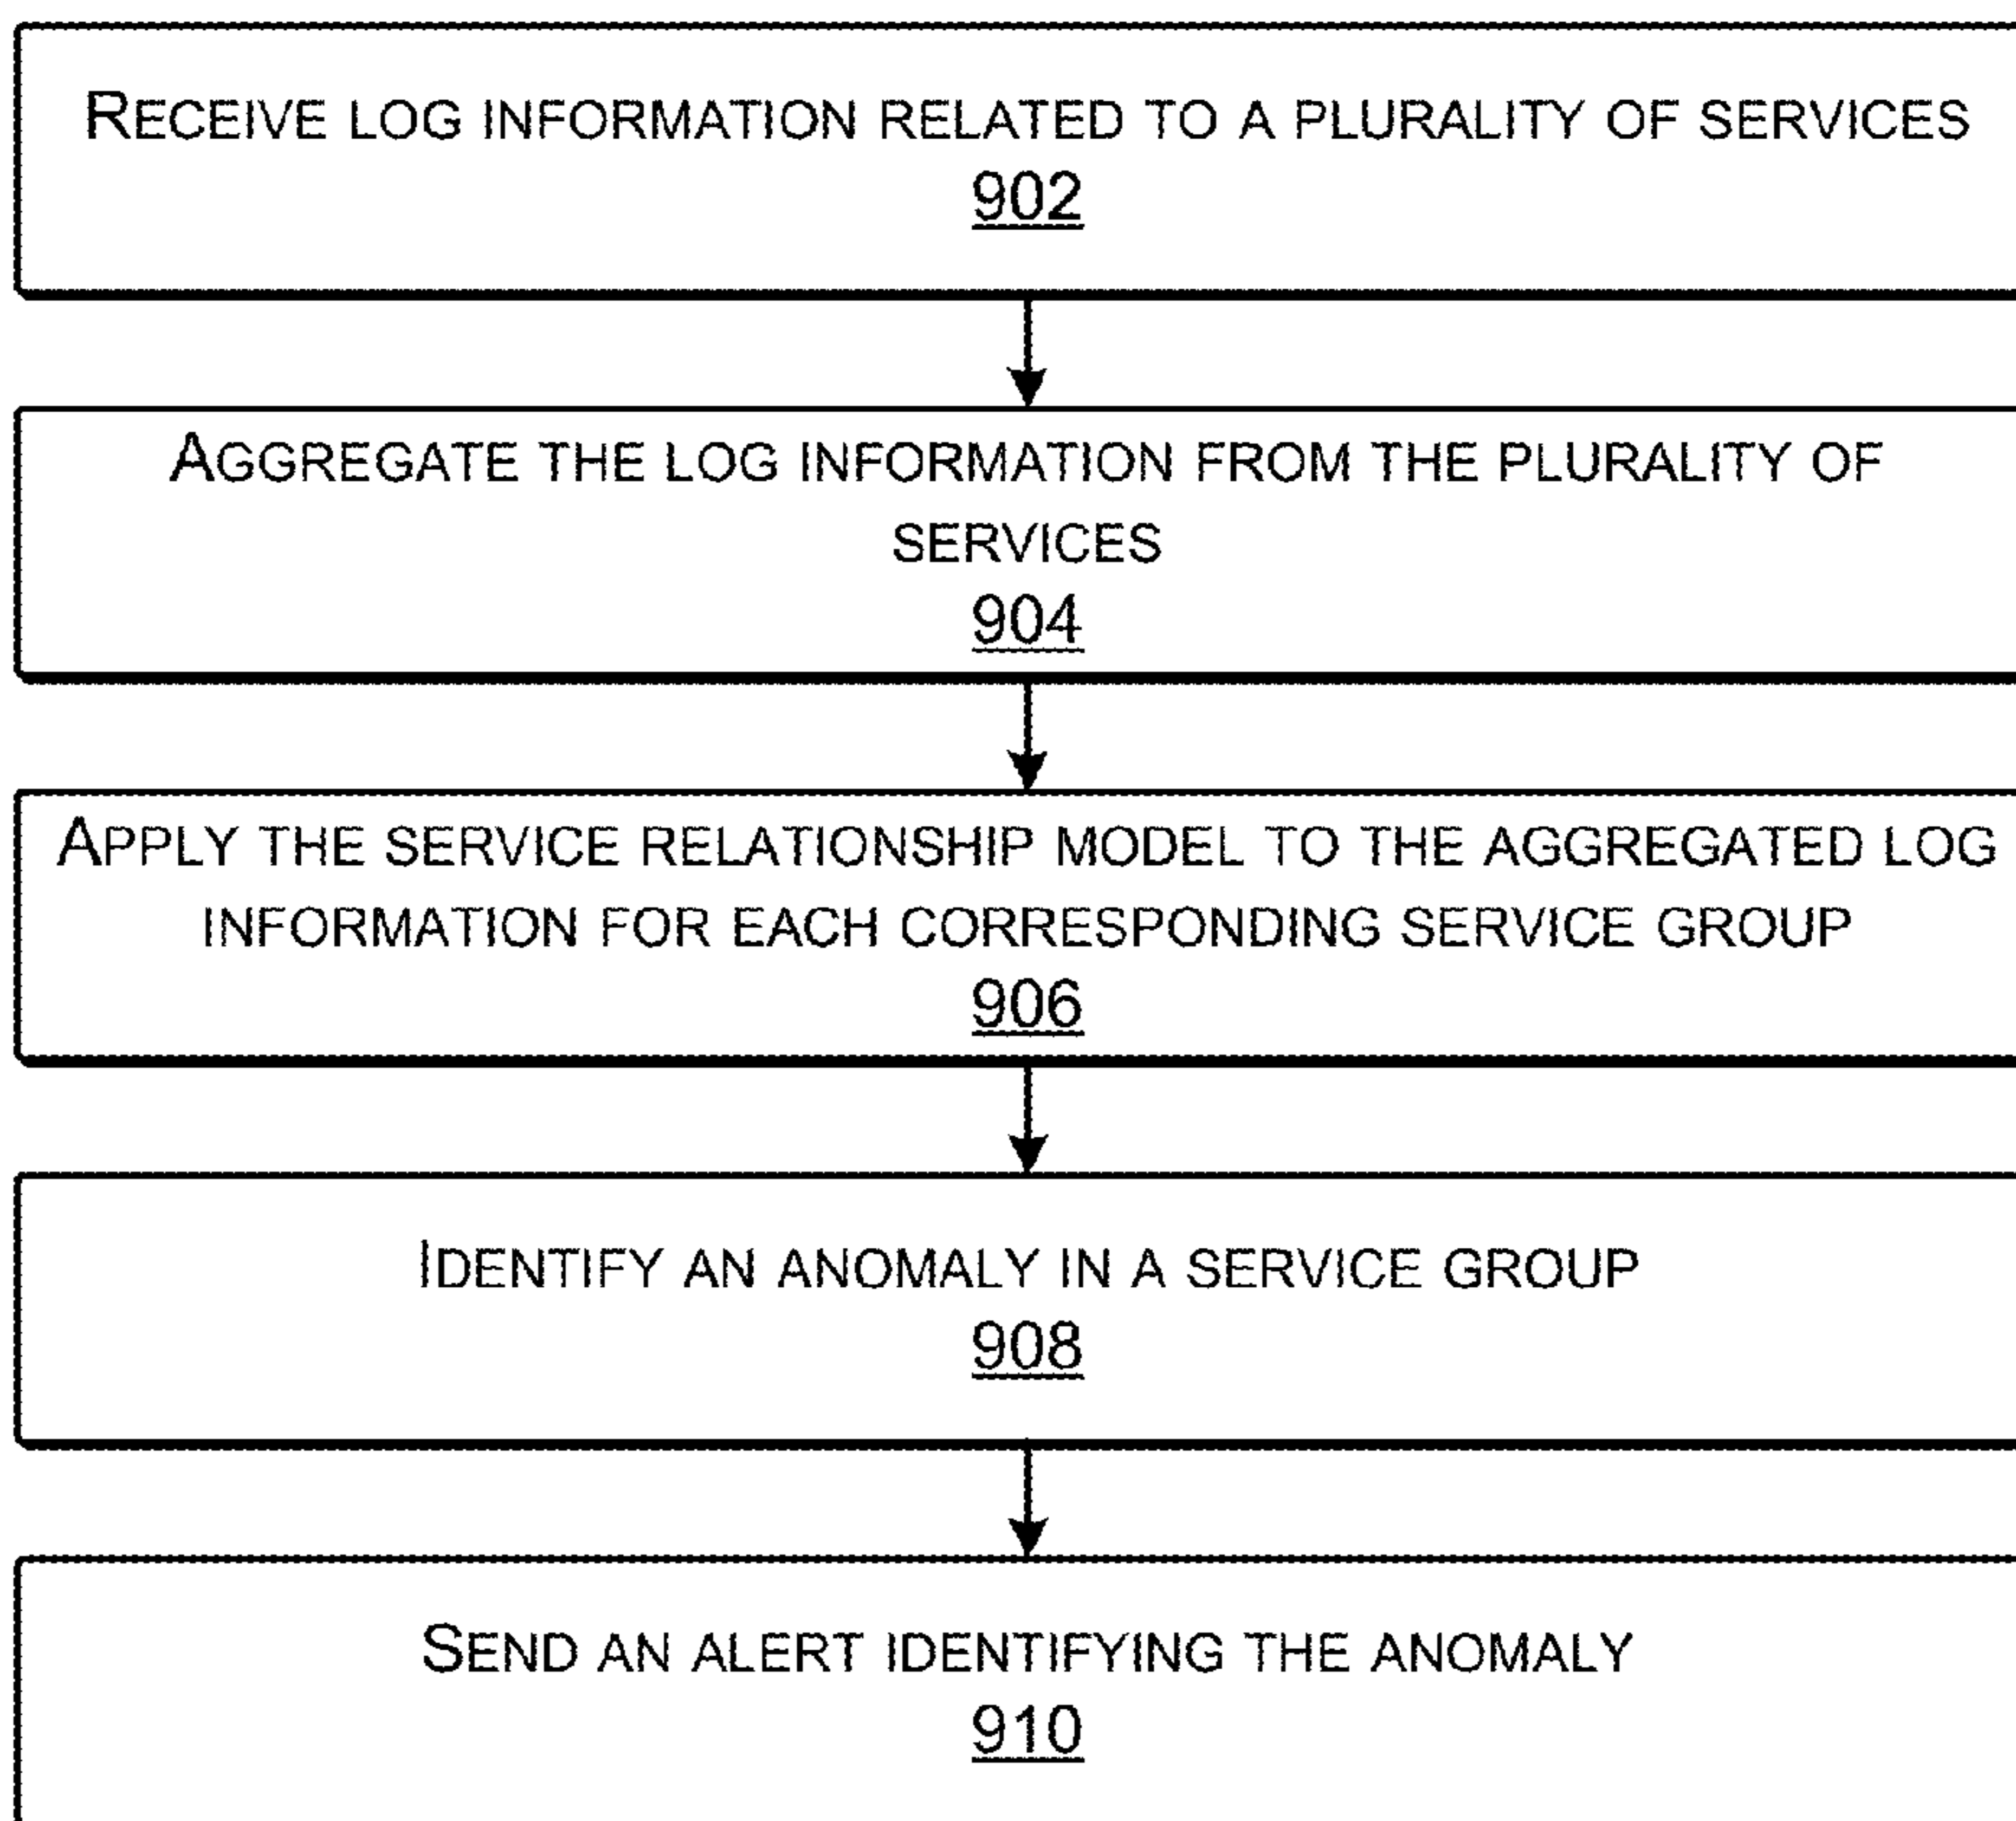 RECEIVE LOG INFORMATION RELATED TO A PLURALITY OF SERVICES
902
AGGREGATE THE LOG INFORMATION FROM THE PLURALITY OF
SERVICES
904
APPLY THE SERVICE RELATIONSHIP MODEL TO THE AGGREGATED LOG
INFORMATION FOR EACH CORRESPONDING SERVICE GROUP
906
IDENTIFY AN ANOMALY IN A SERVICE GROUP
908
SEND AN ALERT IDENTIFYING THE ANOMALY
910